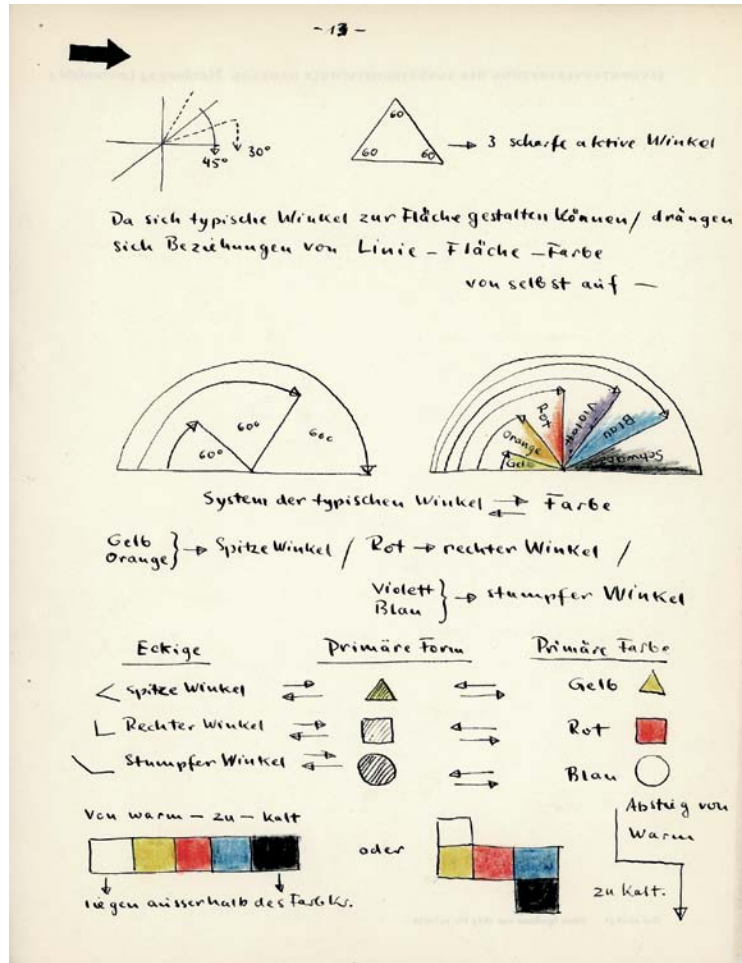 - 13 -
45° 30°
60
60 60
3 scharfe aktive Winkel
Da sich typische Winkel zur Fläche gestalten können / drängen
sich Beziehungen von Linie – Fläche – Farbe
von selbst auf —
60° 60° 60°
Gelb Orange Rot Violett Blau Schwarz
System der typischen Winkel Farbe
Gelb
Orange } Spitze Winkel / Rot rechter Winkel /
Violett
Blau } stumpfer Winkel
Eckige Primäre Form Primäre Farbe
Spitze Winkel Gelb
Rechter Winkel Rot
Stumpfer Winkel Blau
Von warm – zu – kalt
oder
Abstieg von
Warm
zu kalt.
liegen ausserhalb des Farbkr.